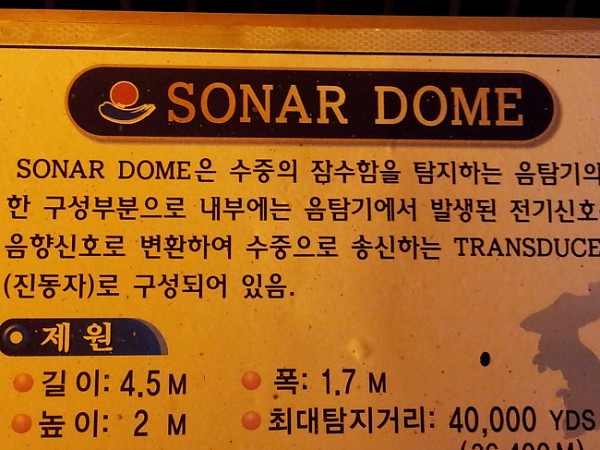 SONAR DOME
SONAR DOME은 수중의 잠수함을 탐지하는 음탐기의
한 구성부분으로 내부에는 음탐기에서 발생된 전기신호
음향신호로 변환하여 수중으로 송신하는 TRANSDUCE
(진동자)로 구성되어 있음.
제원
길이: 4.5 M 폭: 1.7 M
높이: 2 M 최대탐지거리: 40,000 YDS